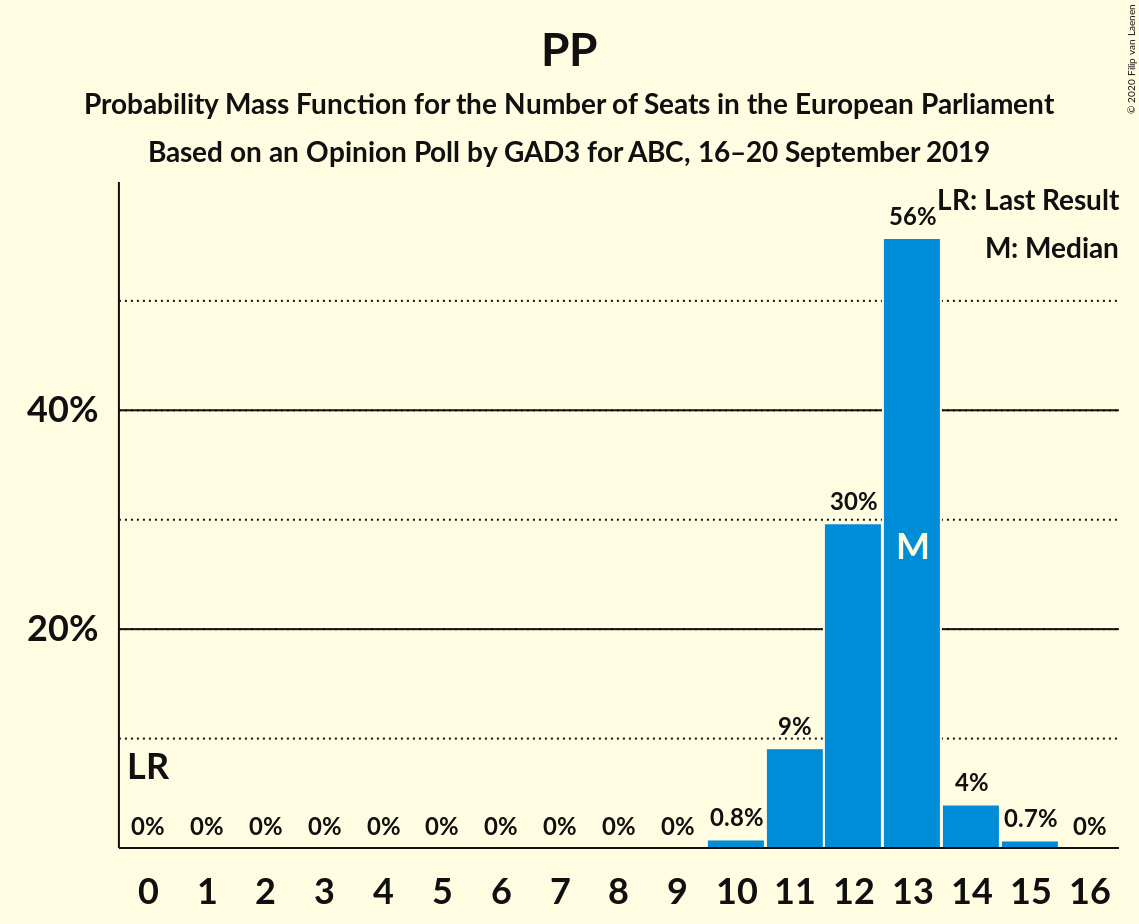 PP
Probability Mass Function for the Number of Seats in the European Parliament
Based on an Opinion Poll by GAD3 for ABC, 16–20 September 2019
© 2020 Filip van Laenen
LR: Last Result
M: Median
56%
40%
30%
M
20%
9%
LR
4%
0% 0% 0% 0% 0% 0% 0% 0% 0% 0% 0.8% 0.7% 0%
0 1 2 3 4 5 6 7 8 9 10 11 12 13 14 15 16